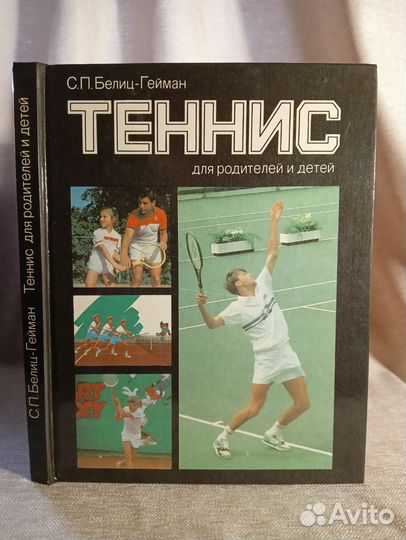 С.П.Белиц-Гейман
ТЕННИС
для родителей и детей
С.П.Белиц-Гейман Теннис для родителей и детей
Avito